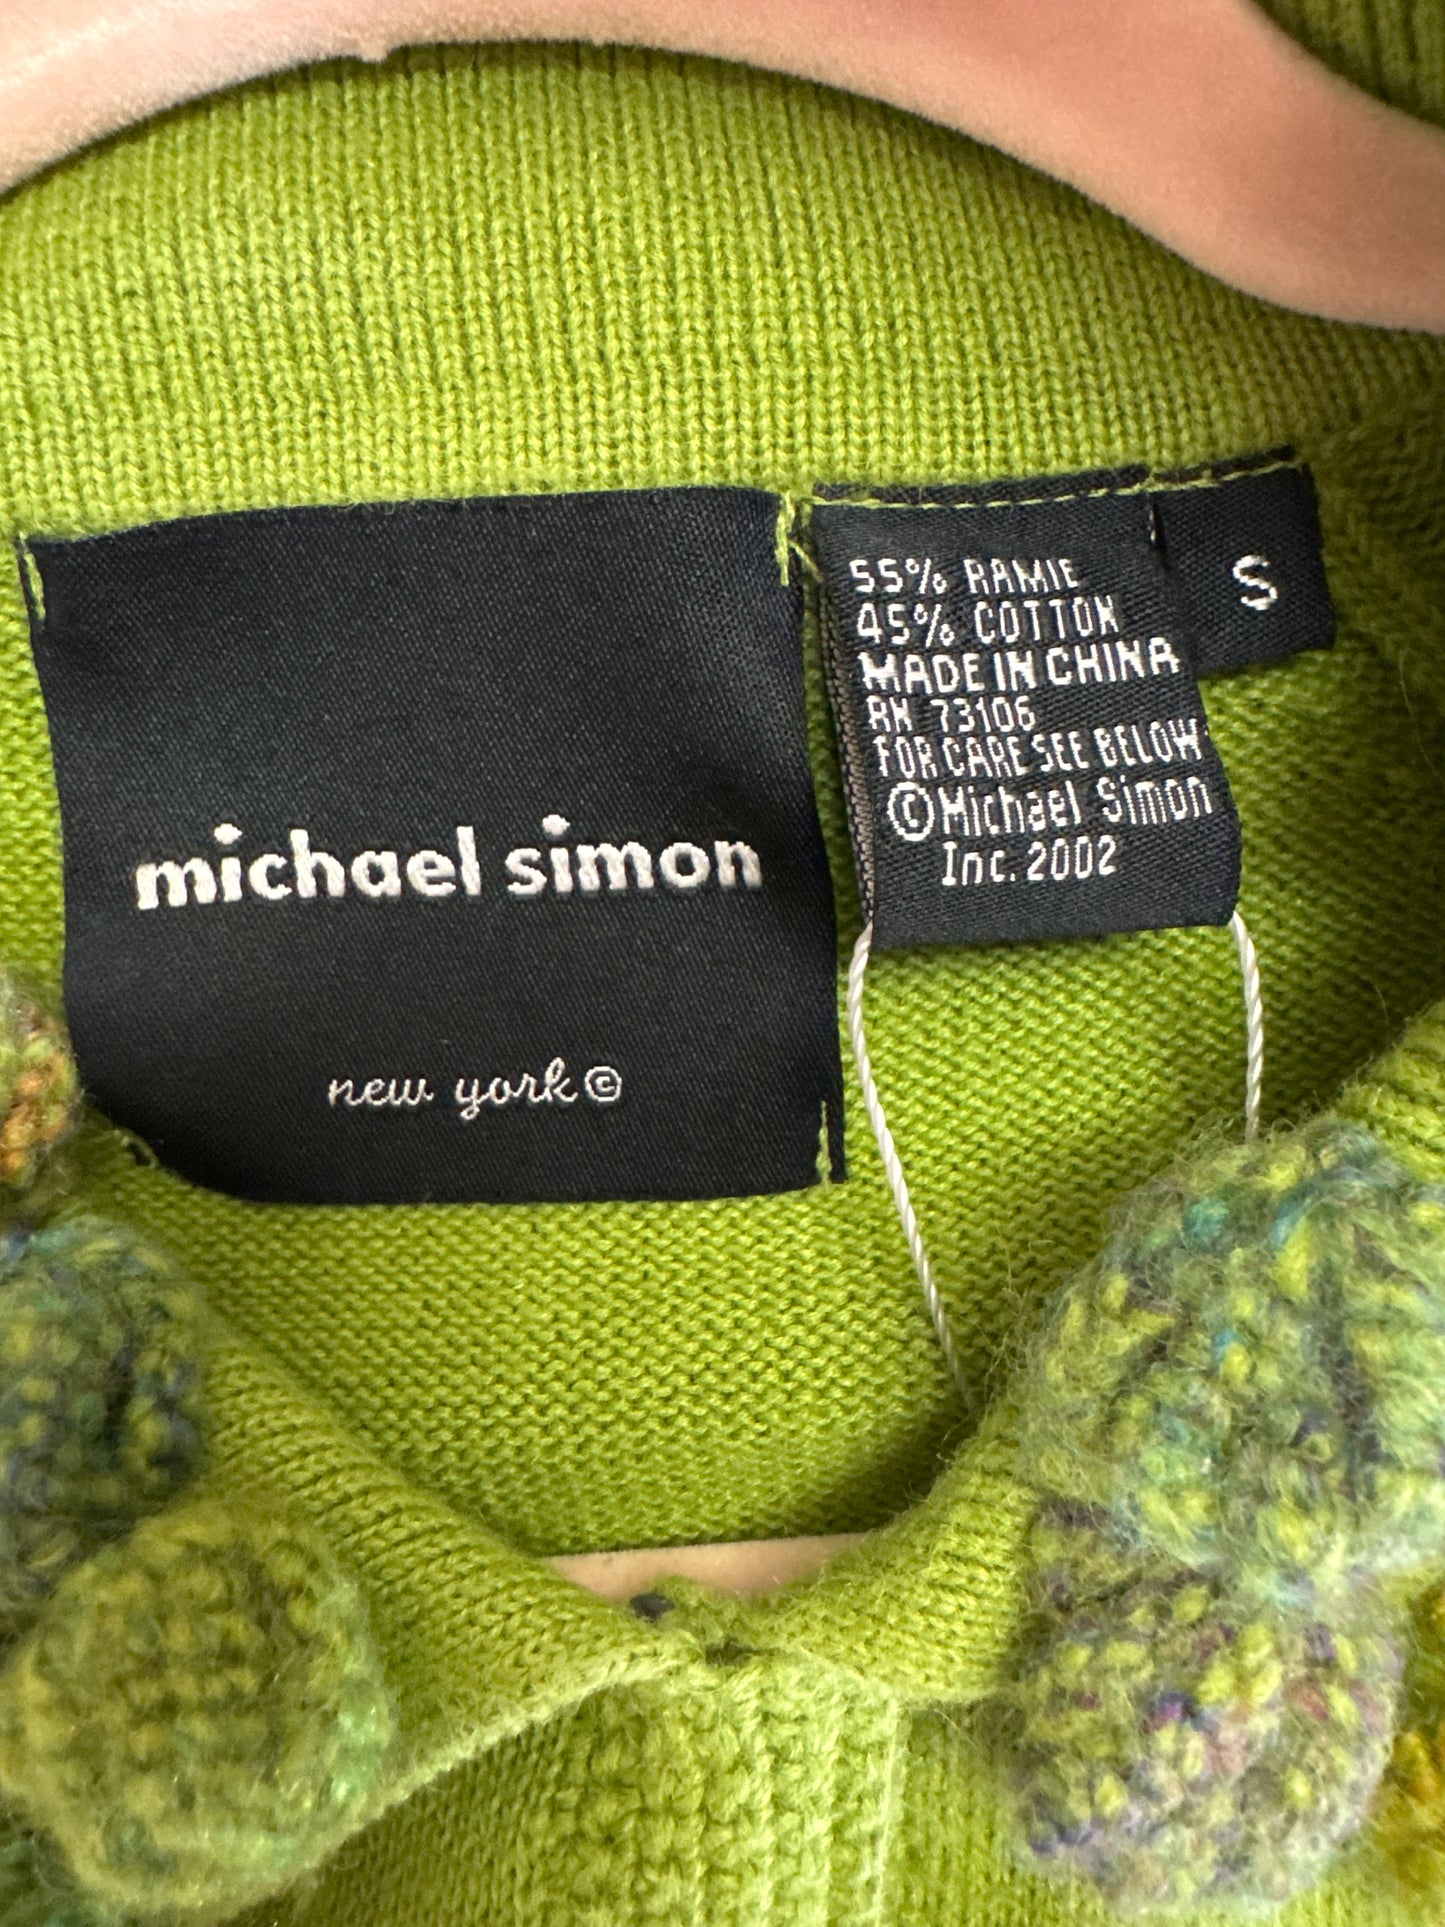 michael simon
new york©
55% RAMIE
45% COTTON
MADE IN CHINA
RN 73106
FOR CARE SEE BELOW
©Michael Simon
Inc. 2002
S